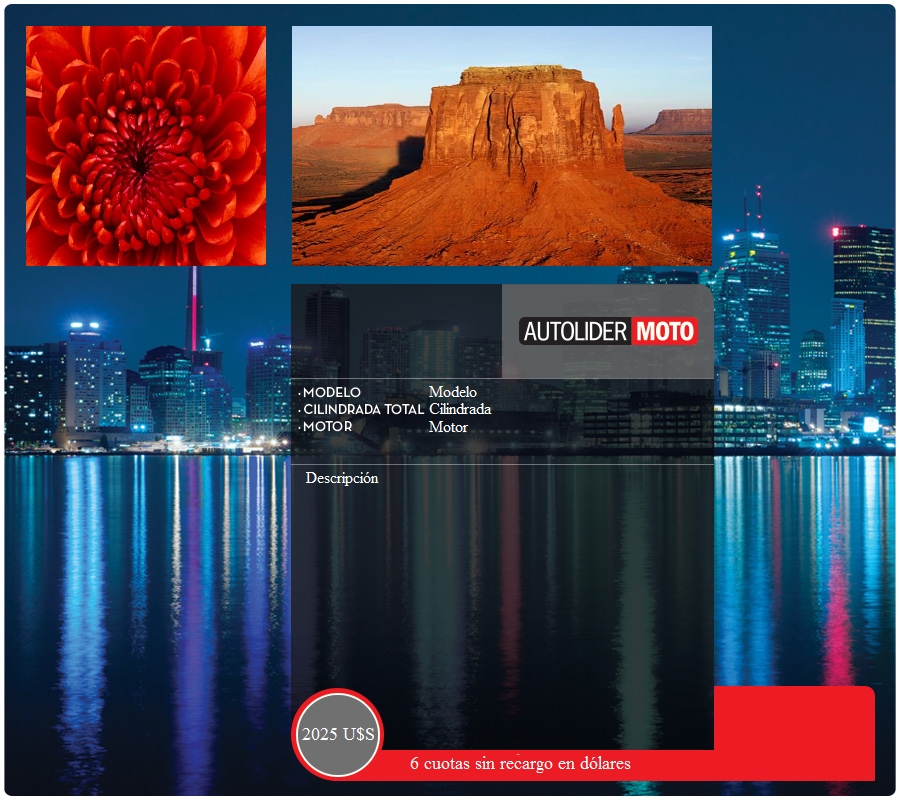 AUTOLIDER MOTO
· MODELO Modelo
· CILINDRADA TOTAL Cilindrada
· MOTOR Motor
Descripción
2025 U$S
6 cuotas sin recargo en dólares